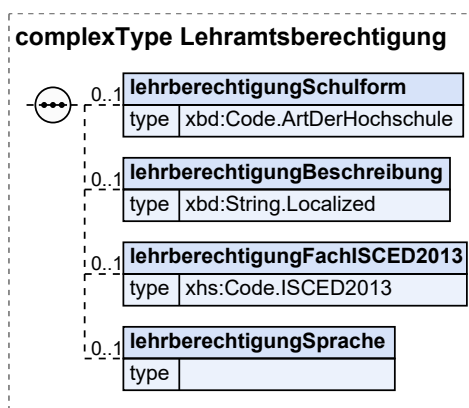 complexType Lehramtsberechtigung
0..1 lehrberechtigungSchulform
type xbd:Code.ArtDerHochschule
0..1 lehrberechtigungBeschreibung
type xbd:String.Localized
0..1 lehrberechtigungFachISCED2013
type xhs:Code.ISCED2013
0..1 lehrberechtigungSprache
type